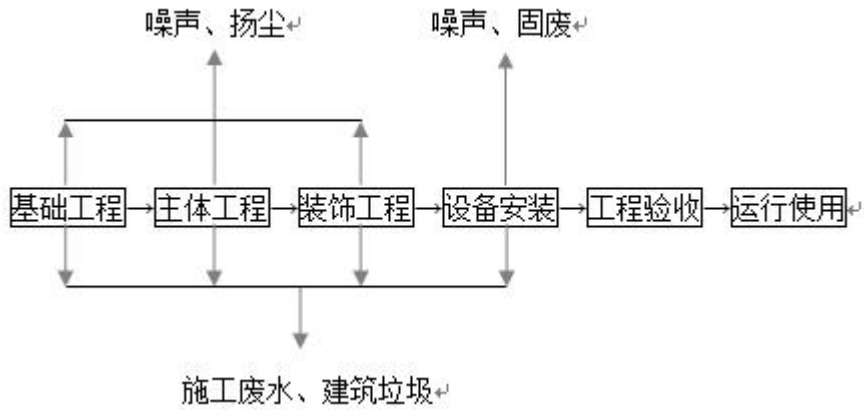 噪声、扬尘 噪声、固废
基础工程→主体工程→装饰工程→设备安装→工程验收→运行使用
施工废水、建筑垃圾